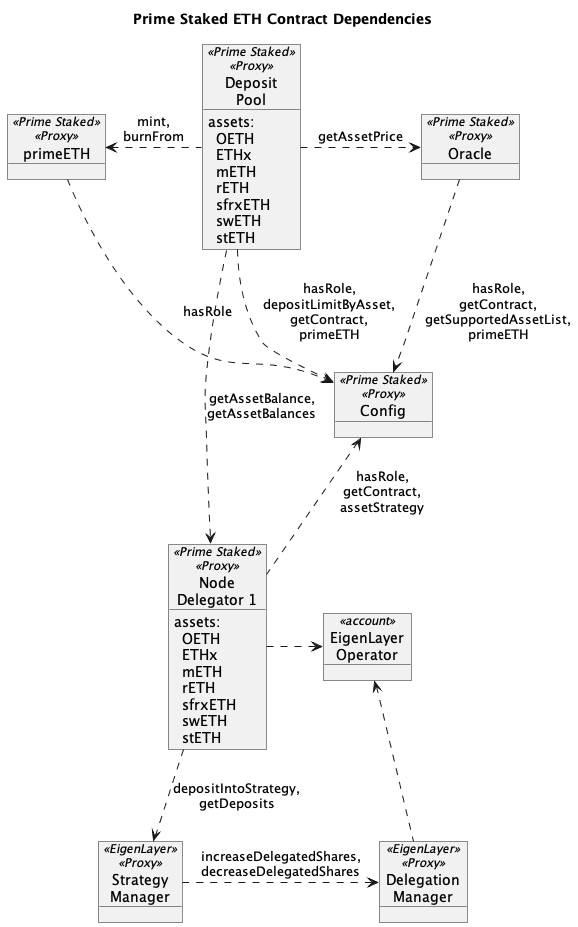 Prime Staked ETH Contract Dependencies
«Prime Staked»
«Proxy»
Deposit
Pool
assets:
OETH
ETHx
mETH
rETH
sfrxETH
swETH
stETH
«Prime Staked»
«Proxy»
primeETH
mint,
burnFrom
getAssetPrice
«Prime Staked»
«Proxy»
Oracle
hasRole
hasRole,
depositLimitByAsset,
getContract,
primeETH
hasRole,
getContract,
getSupportedAssetList,
primeETH
«Prime Staked»
«Proxy»
Config
getAssetBalance,
getAssetBalances
hasRole,
getContract,
assetStrategy
«Prime Staked»
«Proxy»
Node
Delegator 1
assets:
OETH
ETHx
mETH
rETH
sfrxETH
swETH
stETH
«account»
EigenLayer
Operator
depositIntoStrategy,
getDeposits
«EigenLayer»
«Proxy»
Strategy
Manager
increaseDelegatedShares,
decreaseDelegatedShares
«EigenLayer»
«Proxy»
Delegation
Manager